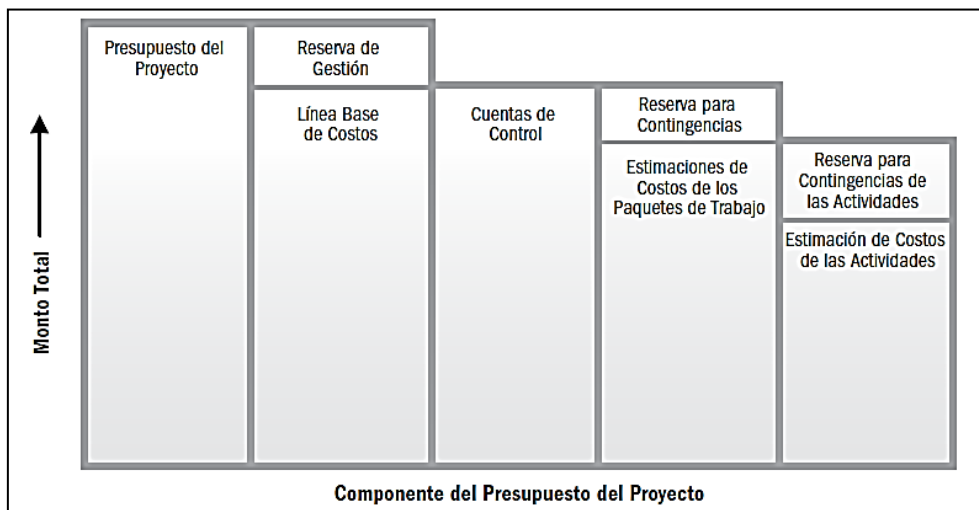 Presupuesto del
Proyecto
Reserva de
Gestión
Línea Base
de Costos
Cuentas de
Control
Reserva para
Contingencias
Estimaciones de
Costos de los
Paquetes de Trabajo
Reserva para
Contingencias de
las Actividades
Estimación de Costos
de las Actividades
Monto Total
Componente del Presupuesto del Proyecto